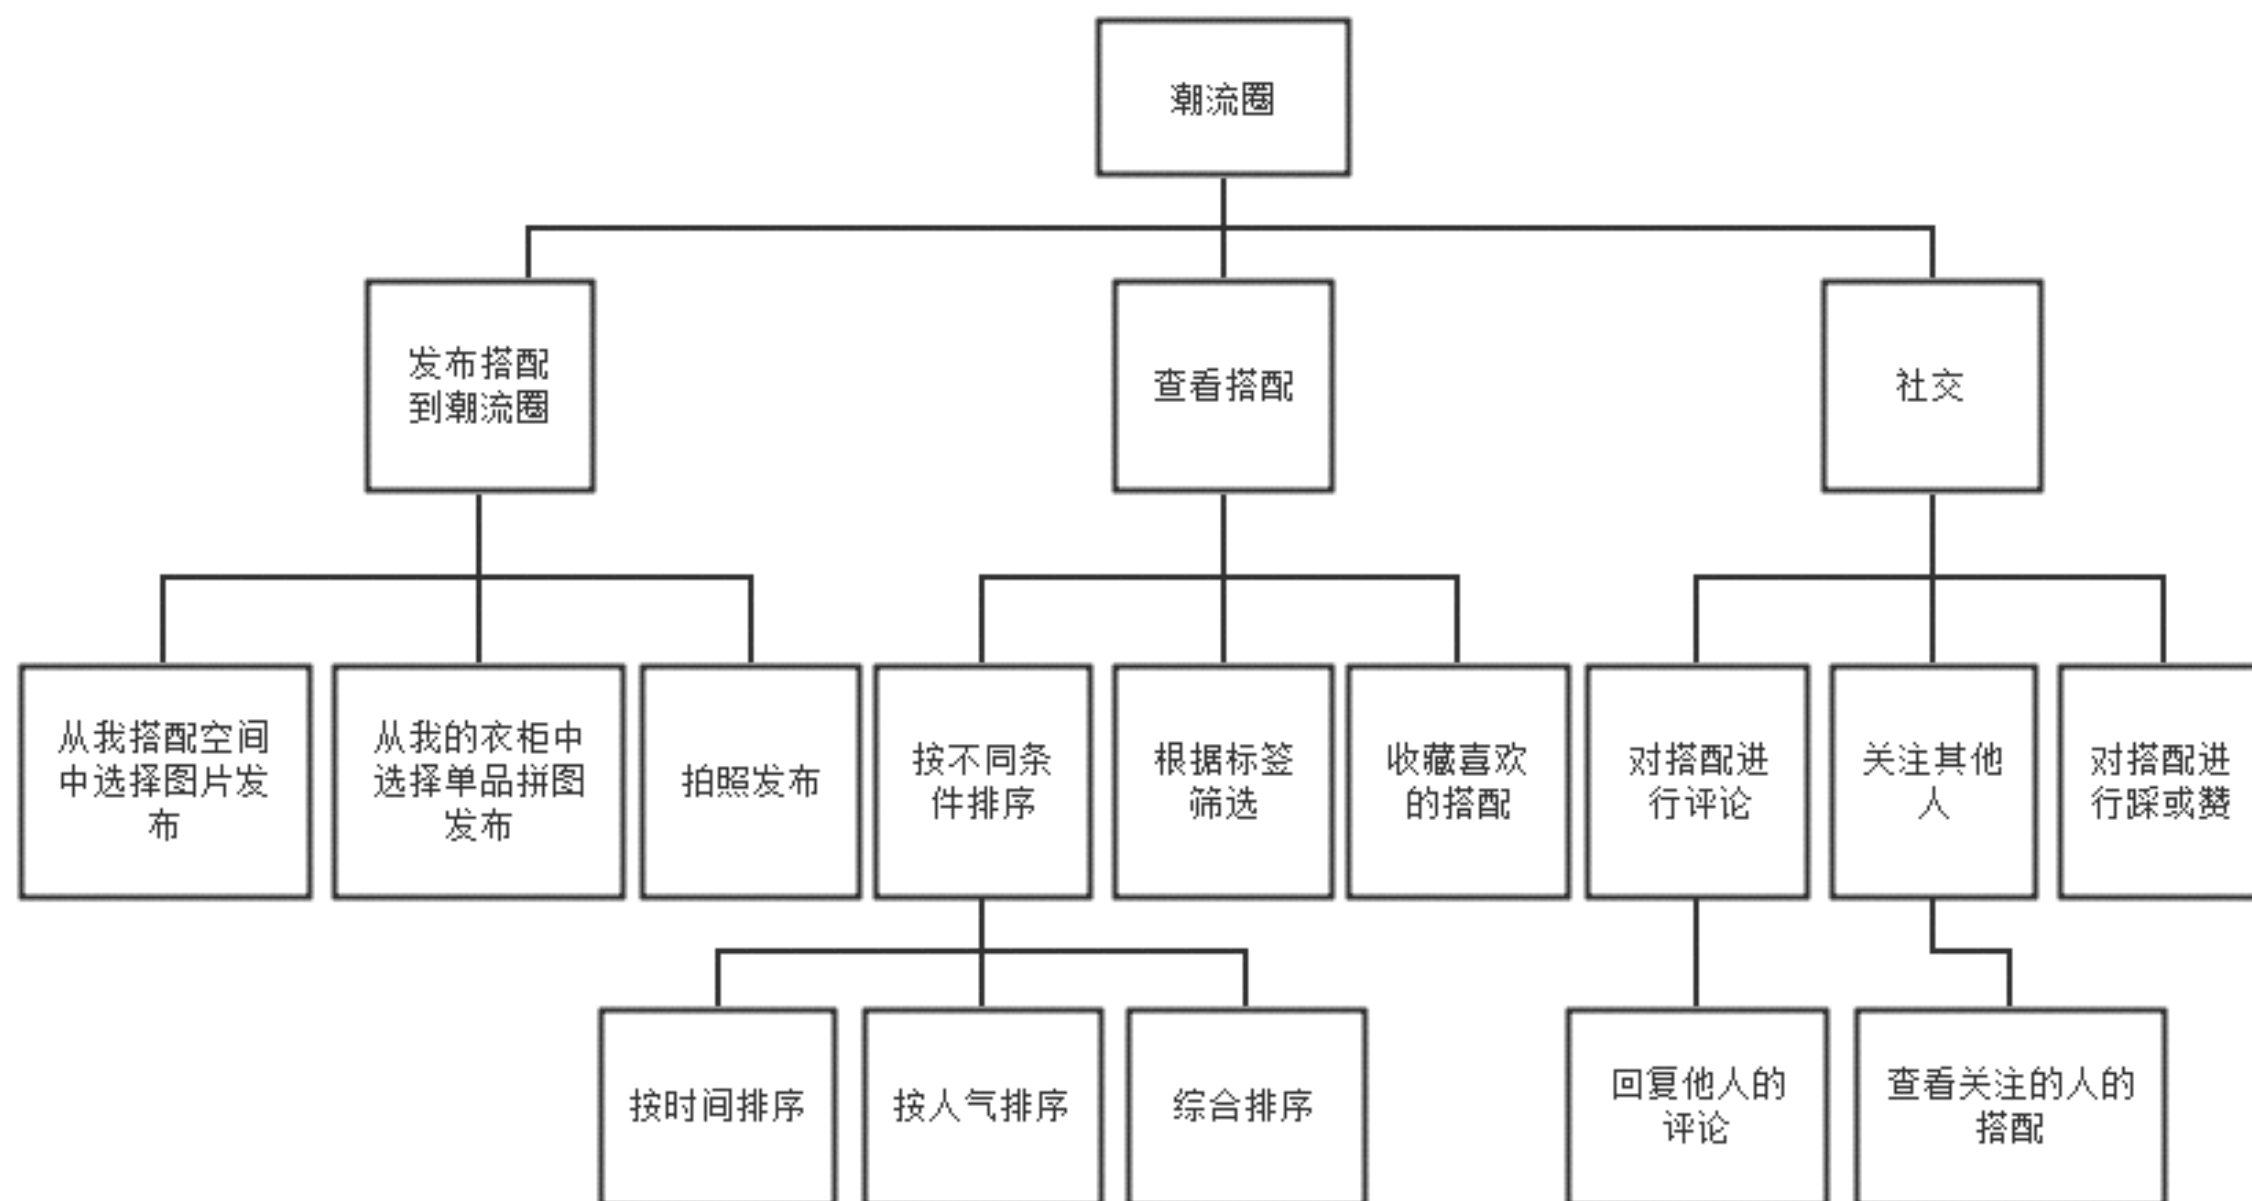 潮流圈
发布搭配
到潮流圈
查看搭配
社交
从我搭配空间
中选择图片发
布
从我的衣柜中
选择单品拼图
发布
拍照发布
按不同条
件排序
根据标签
筛选
收藏喜欢
的搭配
对搭配进
行评论
关注其他
人
对搭配进
行踩或赞
按时间排序
按人气排序
综合排序
回复他人的
评论
查看关注的人的
搭配